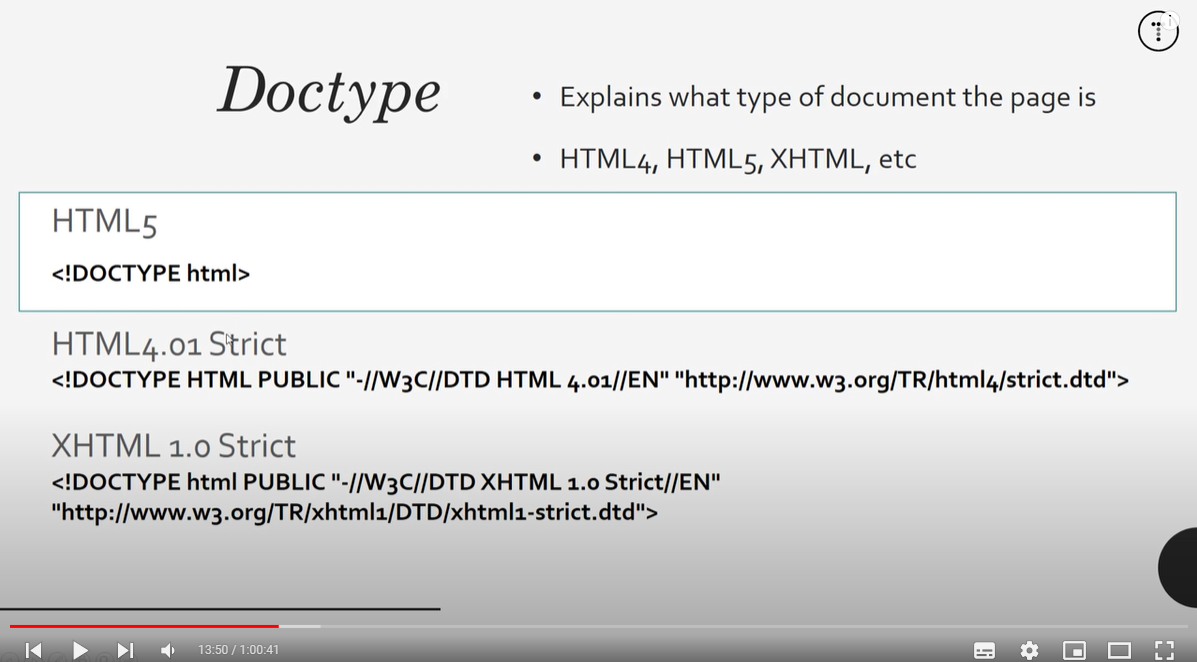 Doctype
• Explains what type of document the page is
• HTML4, HTML5, XHTML, etc
HTML5
<!DOCTYPE html>
HTML4.01 Strict
<!DOCTYPE HTML PUBLIC "-//W3C//DTD HTML 4.01//EN" "http://www.w3.org/TR/html4/strict.dtd">
XHTML 1.0 Strict
<!DOCTYPE html PUBLIC "-//W3C//DTD XHTML 1.0 Strict//EN"
"http://www.w3.org/TR/xhtml1/DTD/xhtml1-strict.dtd">
13:50 / 1:00:41